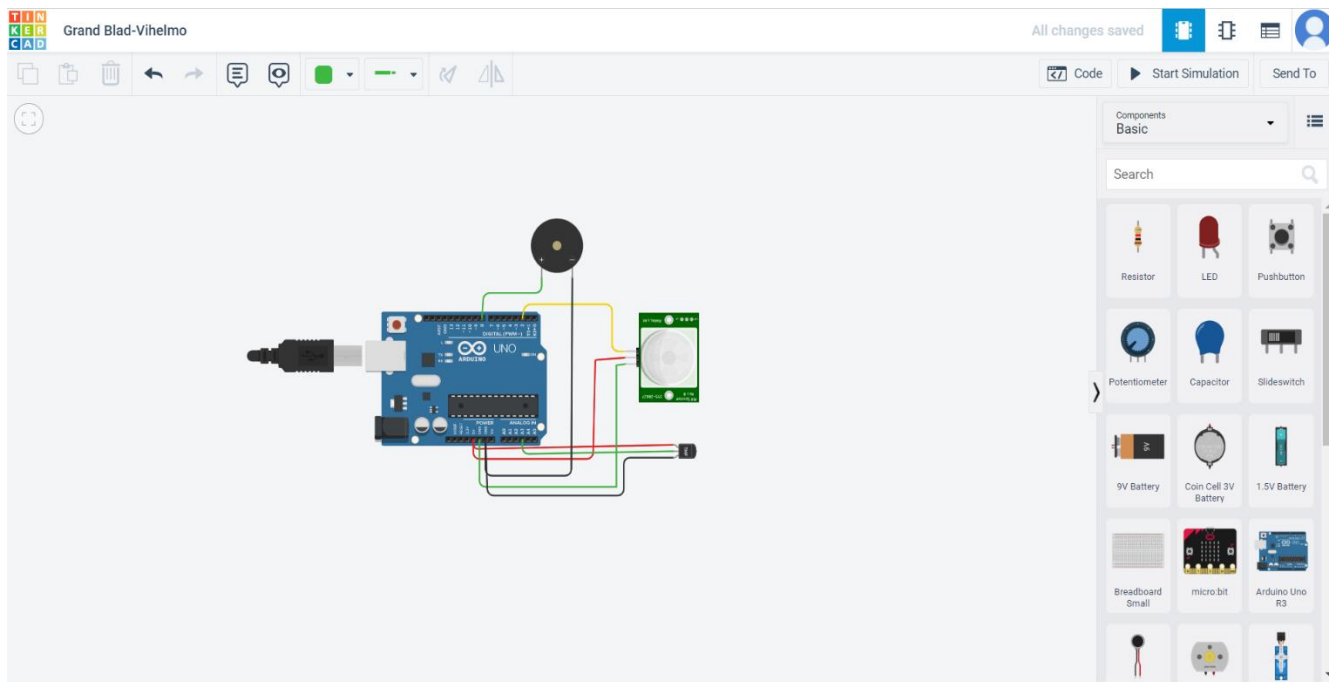 TIN
KER
CAD
Grand Blad-Vihelmo
All changes saved
Code
Start Simulation
Send To
Components
Basic
Search
Resistor
LED
Pushbutton
Potentiometer
Capacitor
Slideswitch
9V
9V Battery
Coin Cell 3V
Battery
1.5V Battery
Breadboard
Small
micro:bit
Arduino Uno
R3
DIGITAL (PWM~)
UNO
ARDUINO
POWER
ANALOG IN